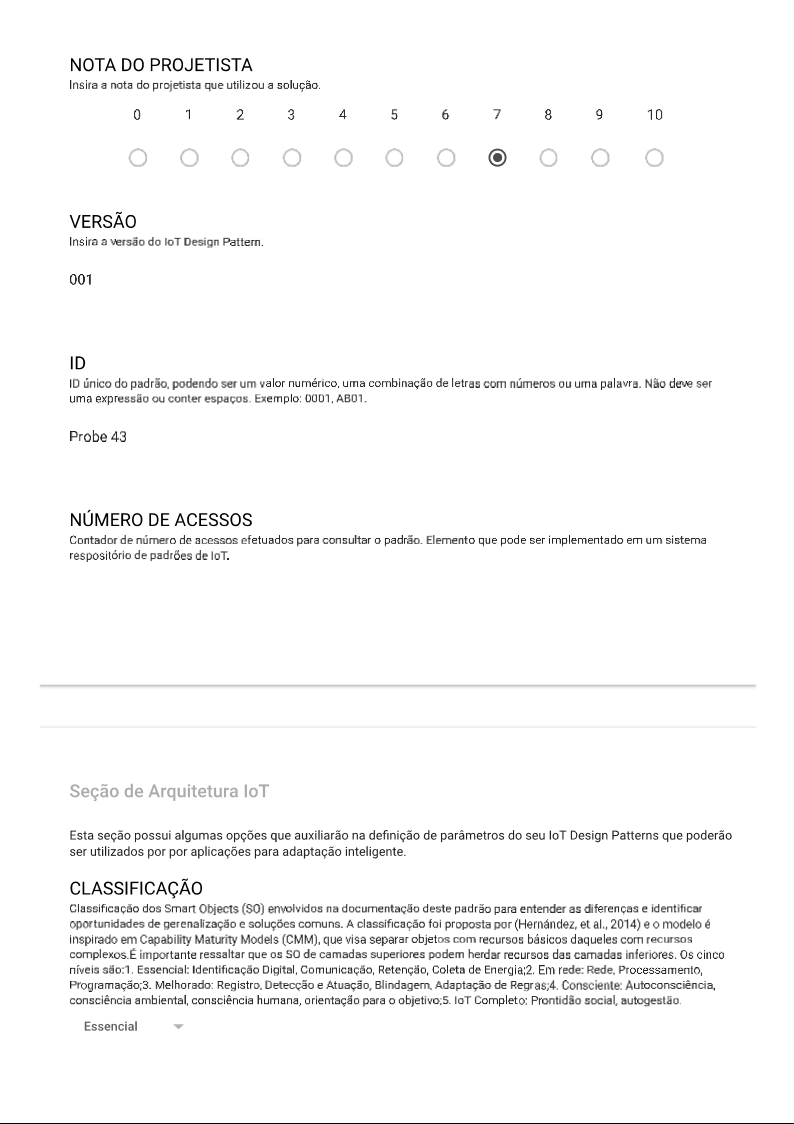 NOTA DO PROJETISTA
Insira a nota do projetista que utilizou a solução.
0 1 2 3 4 5 6 7 8 9 10
VERSÃO
Insira a versão do IoT Design Pattern.
001
ID
ID único do padrão, podendo ser um valor numérico, uma combinação de letras com números ou uma palavra. Não deve ser
uma expressão ou conter espaços. Exemplo: 0001, AB01.
Probe 43
NÚMERO DE ACESSOS
Contador de número de acessos efetuados para consultar o padrão. Elemento que pode ser implementado em um sistema
respositório de padrões de IoT.
Seção de Arquitetura IoT
Esta seção possui algumas opções que auxiliarão na definição de parâmetros do seu IoT Design Patterns que poderão
ser utilizados por por aplicações para adaptação inteligente.
CLASSIFICAÇÃO
Classificação dos Smart Objects (SO) envolvidos na documentação deste padrão para entender as diferenças e identificar
oportunidades de gerenalização e soluções comuns. A classificação foi proposta por (Hernández, et al., 2014) e o modelo é
inspirado em Capability Maturity Models (CMM), que visa separar objetos com recursos básicos daqueles com recursos
complexos.É importante ressaltar que os SO de camadas superiores podem herdar recursos das camadas inferiores. Os cinco
níveis são:1. Essencial: Identificação Digital, Comunicação, Retenção, Coleta de Energia;2. Em rede: Rede, Processamento,
Programação;3. Melhorado: Registro, Detecção e Atuação, Blindagem, Adaptação de Regras;4. Consciente: Autoconsciência,
consciência ambiental, consciência humana, orientação para o objetivo;5. IoT Completo: Prontidão social, autogestão.
Essencial